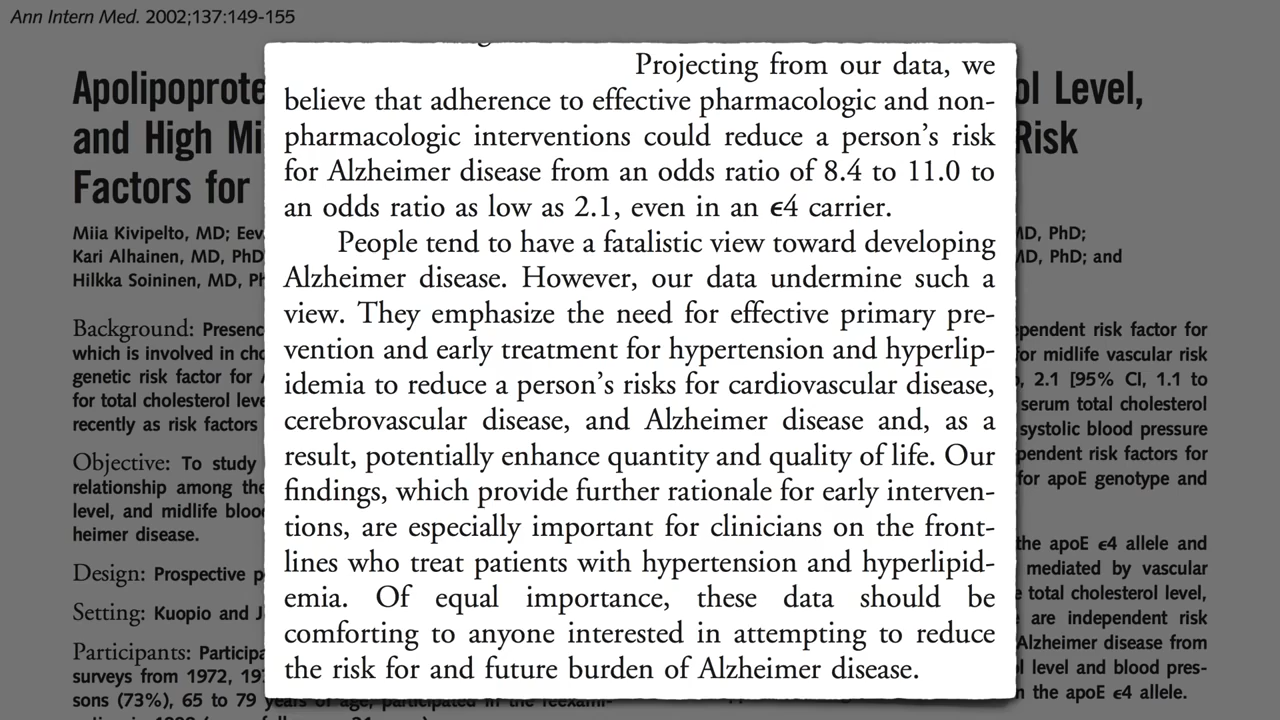 Ann Intern Med. 2002;137:149-155
Apolipoprote
ol Level,
and High Mi
Risk
Factors for
Miia Kivipelto, MD; Eev
MD, PhD;
Kari Alhainen, MD, PhD
MD, PhD; and
Hilkka Soininen, MD, Ph
Projecting from our data, we
believe that adherence to effective pharmacologic and non-
pharmacologic interventions could reduce a person's risk
for Alzheimer disease from an odds ratio of 8.4 to 11.0 to
an odds ratio as low as 2.1, even in an ϵ4 carrier.
People tend to have a fatalistic view toward developing
Alzheimer disease. However, our data undermine such a
view. They emphasize the need for effective primary pre-
vention and early treatment for hypertension and hyperlip-
idemia to reduce a person's risks for cardiovascular disease,
cerebrovascular disease, and Alzheimer disease and, as a
result, potentially enhance quantity and quality of life. Our
findings, which provide further rationale for early interven-
tions, are especially important for clinicians on the front-
lines who treat patients with hypertension and hyperlipid-
emia. Of equal importance, these data should be
comforting to anyone interested in attempting to reduce
the risk for and future burden of Alzheimer disease.
Background: Presenc
which is involved in cho
genetic risk factor for
for total cholesterol leve
recently as risk factors
Objective: To study
relationship among the
level, and midlife bloo
heimer disease.
Design: Prospective p
Setting: Kuopio and J
Participants: Participa
surveys from 1972, 197
sons (73%), 65 to 79 years of age, participated in the reexami-
ependent risk factor for
or midlife vascular risk
, 2.1 [95% CI, 1.1 to
serum total cholesterol
systolic blood pressure
pendent risk factors for
for apoE genotype and
the apoE ϵ4 allele and
mediated by vascular
total cholesterol level,
are independent risk
Alzheimer disease from
l level and blood pres-
n the apoE ϵ4 allele.